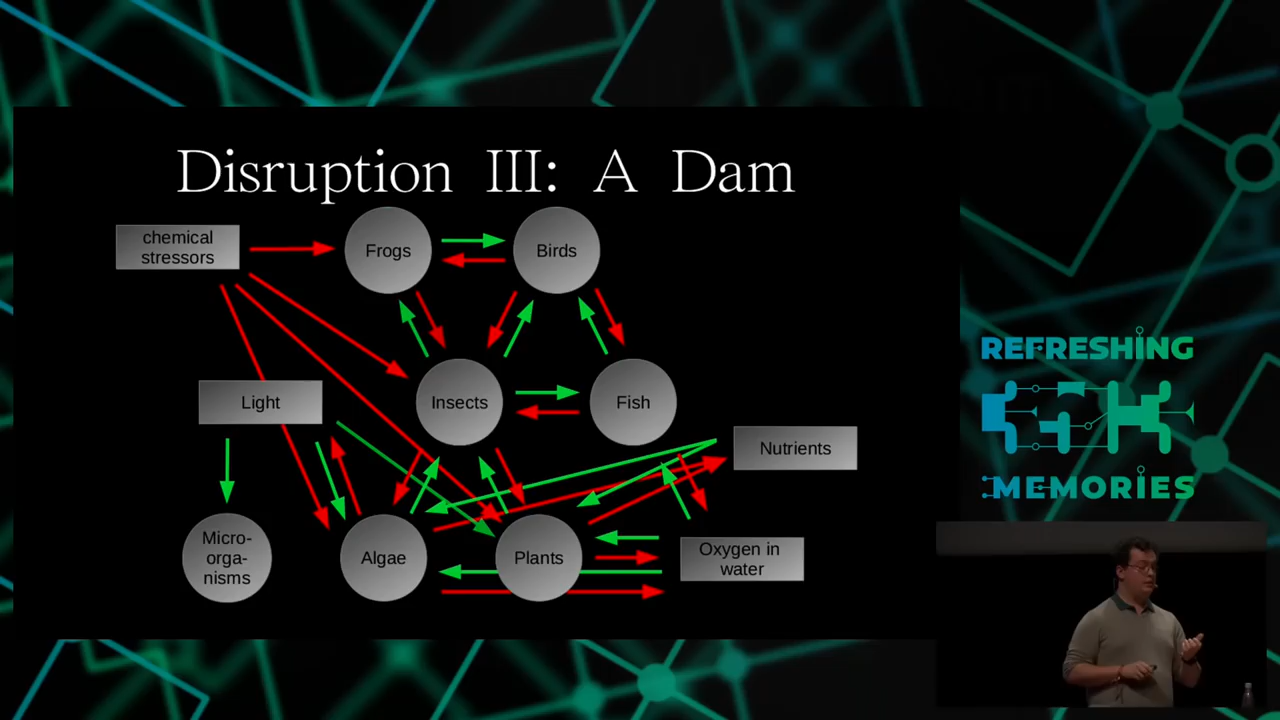 Disruption III: A Dam
chemical
stressors
Frogs
Birds
Light
Insects
Fish
Nutrients
Micro-
orga-
nisms
Algae
Plants
Oxygen in
water
REFRESHING
MEMORIES